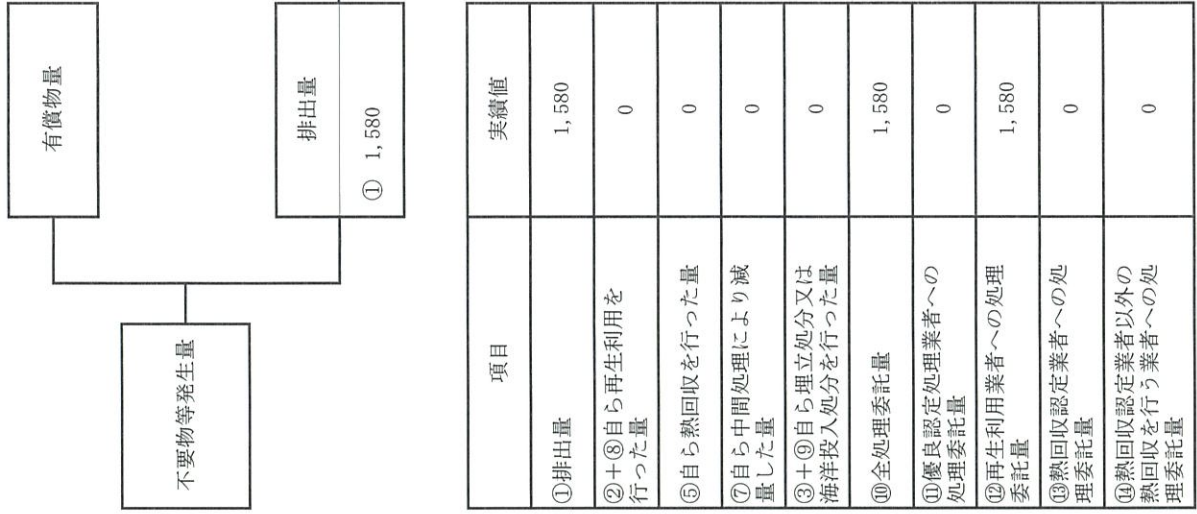 有償物量
不要物等発生量
排出量
① 1,580
項目
実績値
①排出量
1,580
②+⑧自ら再生利用を
行った量
0
⑤自ら熱回収を行った量
0
⑦自ら中間処理により減
量した量
0
③+⑨自ら埋立処分又は
海洋投入処分を行った量
0
⑩全処理委託量
1,580
⑪優良認定処理業者への
処理委託量
0
⑫再生利用業者への処理
委託量
1,580
⑬熱回収認定業者への処
理委託量
0
⑭熱回収認定業者以外の
熱回収を行う業者への処
理委託量
0